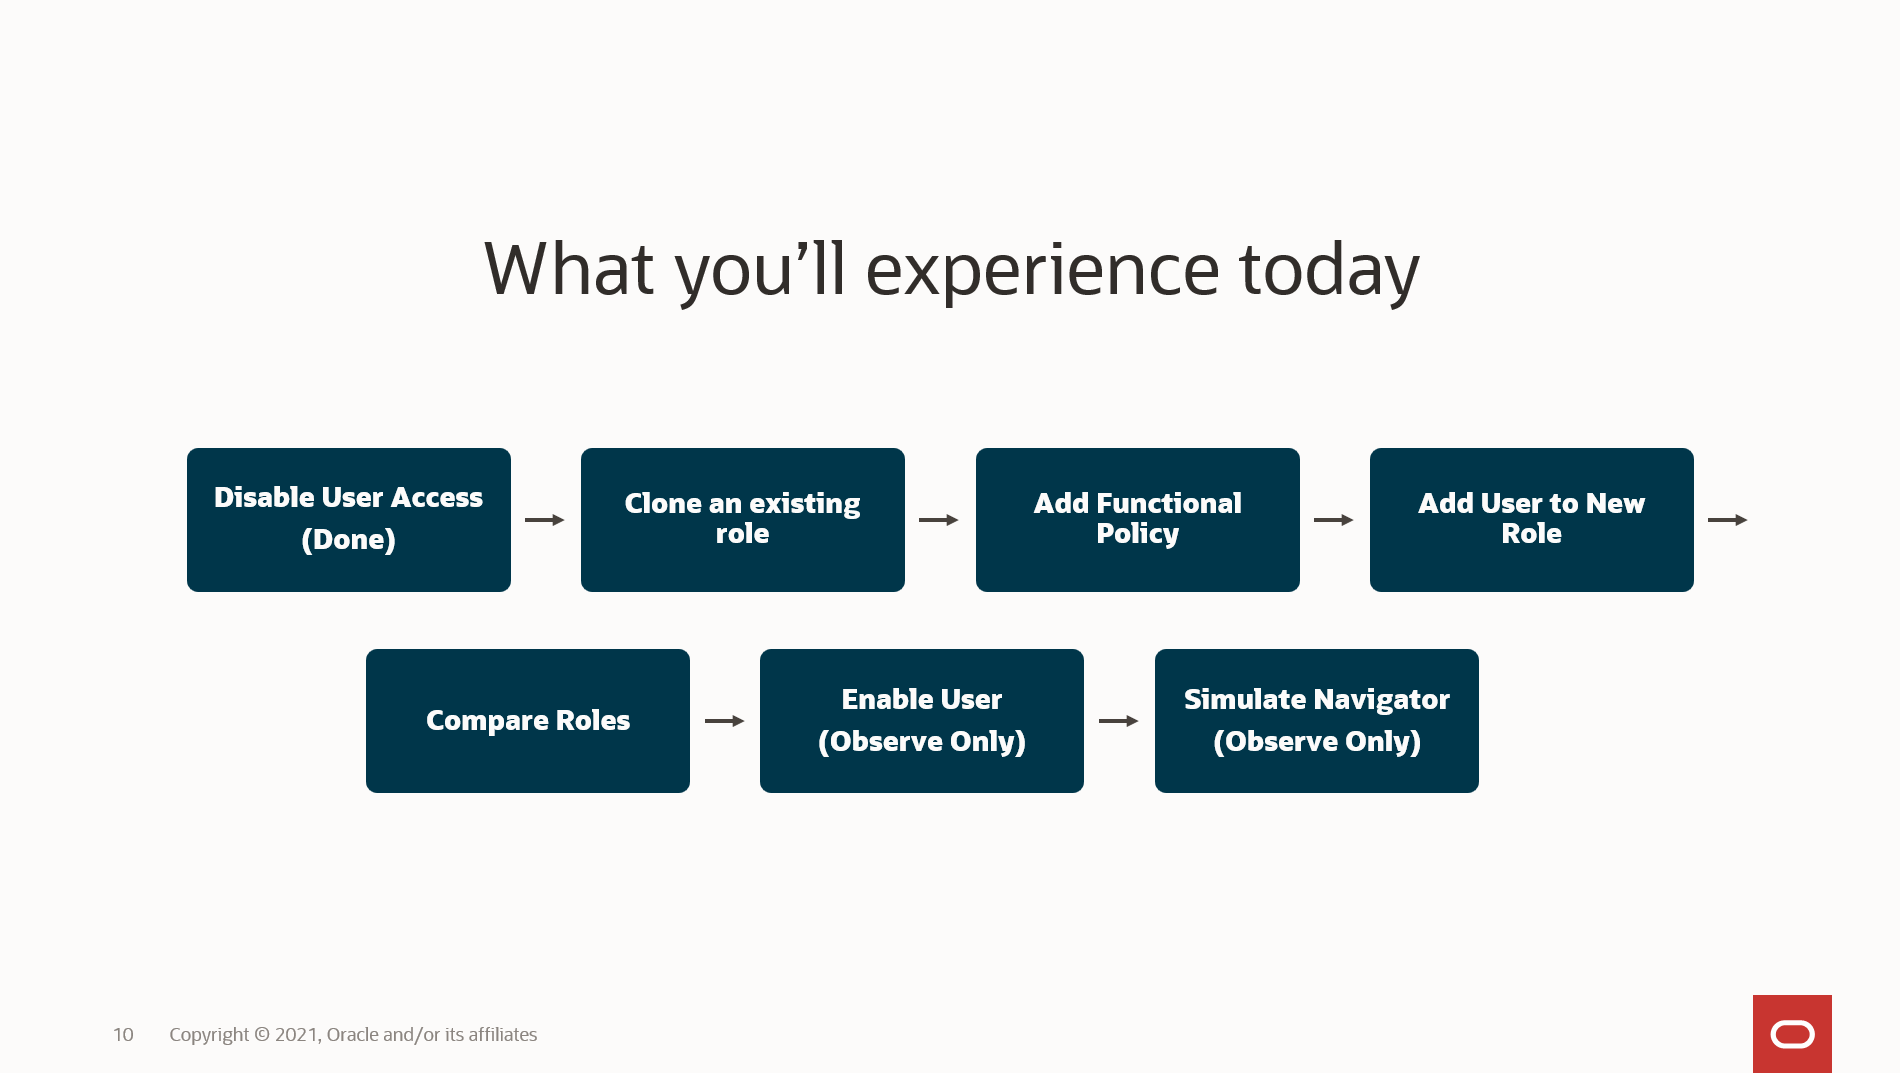 What you’ll experience today
Disable User Access
(Done)
Clone an existing
role
Add Functional
Policy
Add User to New
Role
Compare Roles
Enable User
(Observe Only)
Simulate Navigator
(Observe Only)
10 Copyright © 2021, Oracle and/or its affiliates